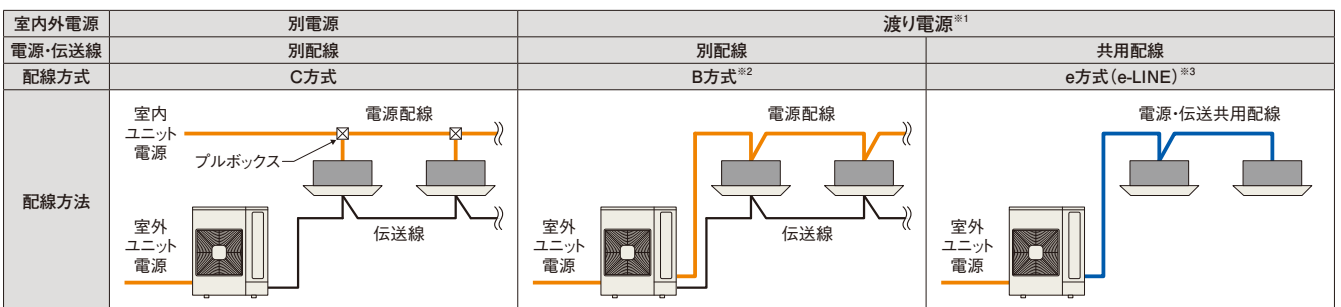 室内外電源 別電源 渡り電源※1
電源・伝送線 別配線 別配線 共用配線
配線方式 C方式 B方式※2 e方式(e-LINE)※3
配線方法
室内
ユニット
電源
電源配線
プルボックス
室外
ユニット
電源
伝送線
電源配線
室外
ユニット
電源
伝送線
電源・伝送共用配線
室外
ユニット
電源